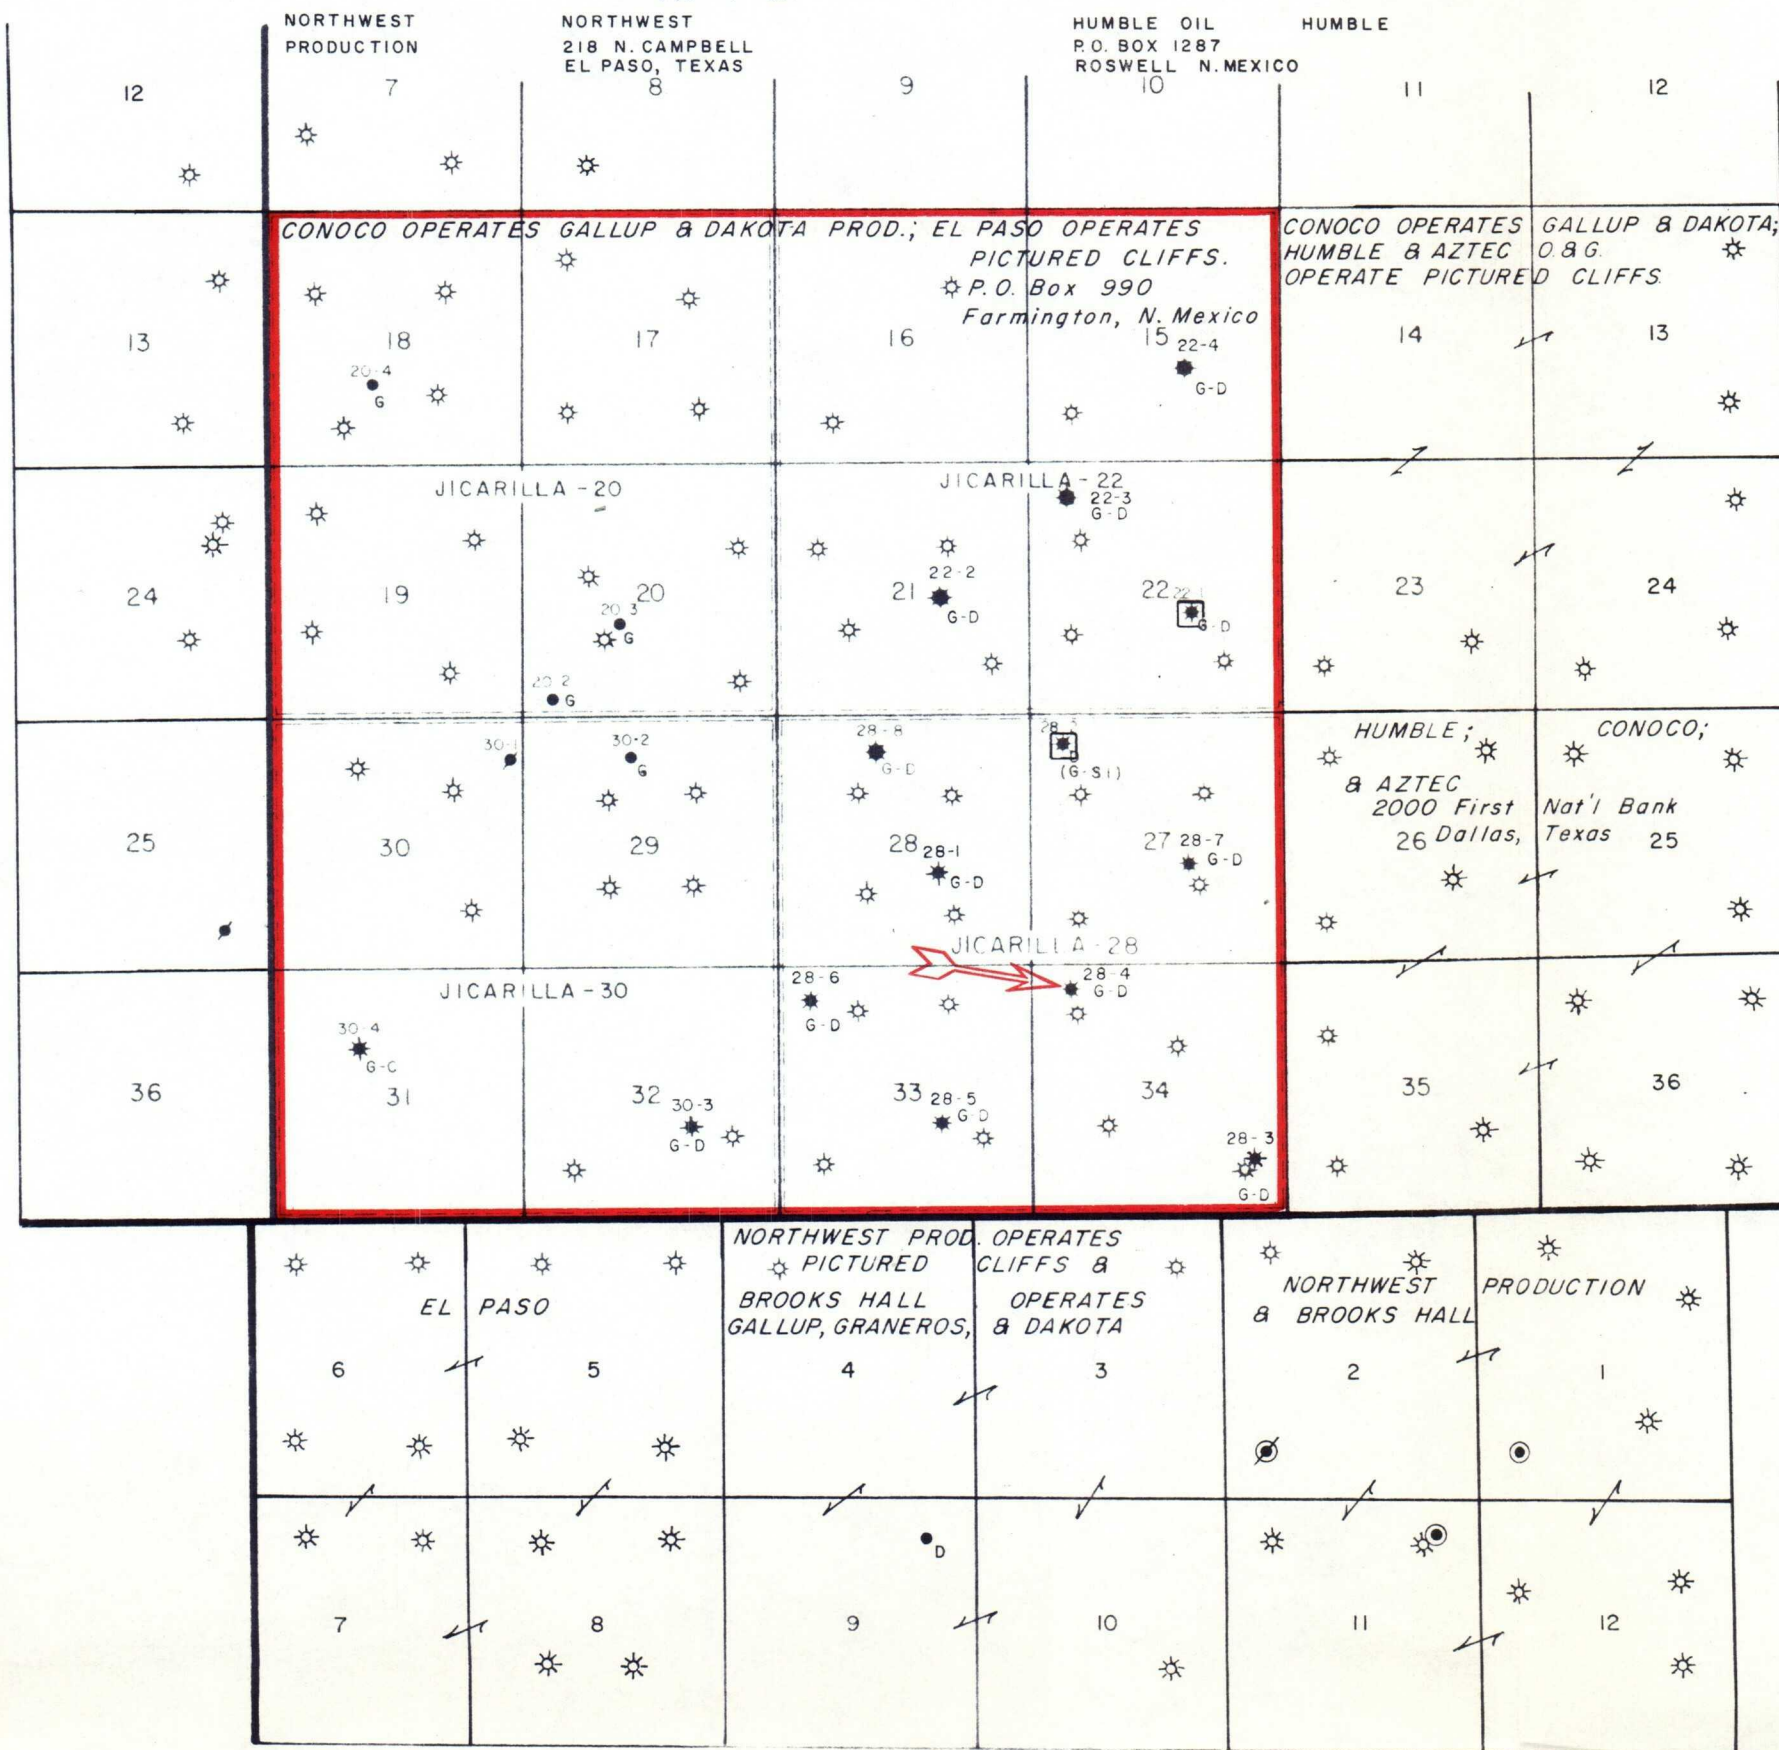 NORTHWEST
PRODUCTION
NORTHWEST
218 N. CAMPBELL
EL PASO, TEXAS
HUMBLE OIL
P.O. BOX 1287
ROSWELL N. MEXICO
HUMBLE
12
7
8
9
10
11
12
CONOCO OPERATES GALLUP & DAKOTA PROD.; EL PASO OPERATES
PICTURED CLIFFS.
P.O. Box 990
Farmington, N. Mexico
CONOCO OPERATES GALLUP & DAKOTA;
HUMBLE & AZTEC O. & G.
OPERATE PICTURED CLIFFS.
13
18
17
16
15
14
13
22-4
G-D
20-4
G
JICARILLA-20
JICARILLA-22
22-3
G-D
24
19
20
21
22
23
24
22-2
G-D
G-D
20-3
G
20-2
G
30-1
30-2
G
28-8
G-D
(G-SI)
HUMBLE;
CONOCO;
& AZTEC
2000 First Nat'l Bank
Dallas, Texas
25
30
29
28
27
26
25
28-1
G-D
28-7
G-D
JICARILLA-28
JICARILLA-30
28-6
G-D
28-4
G-D
30-4
G-C
36
31
32
33
34
35
36
30-3
G-D
28-5
G-D
28-3
G-D
NORTHWEST PROD. OPERATES
PICTURED CLIFFS &
BROOKS HALL OPERATES
GALLUP, GRANEROS, & DAKOTA
EL PASO
NORTHWEST PRODUCTION
& BROOKS HALL
6
5
4
3
2
1
D
7
8
9
10
11
12